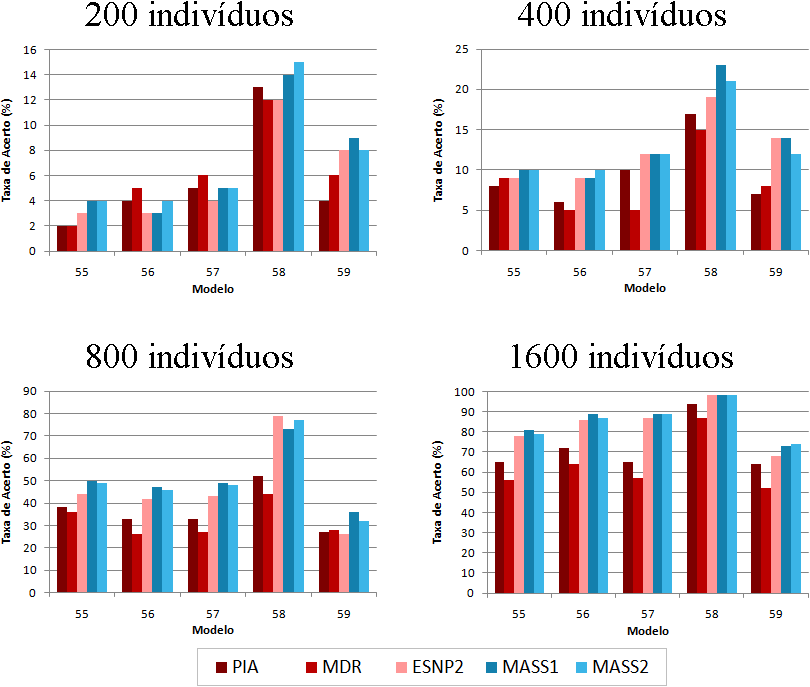 200 indivíduos
400 indivíduos
16
14
12
10
8
6
4
2
0
Taxa de Acerto (%)
55 56 57 58 59
Modelo
25
20
15
10
5
0
Taxa de Acerto (%)
55 56 57 58 59
Modelo
800 indivíduos
1600 indivíduos
90
80
70
60
50
40
30
20
10
0
Taxa de Acerto (%)
55 56 57 58 59
Modelo
100
90
80
70
60
50
40
30
20
10
0
Taxa de Acerto (%)
55 56 57 58 59
Modelo
PIA MDR ESNP2 MASS1 MASS2